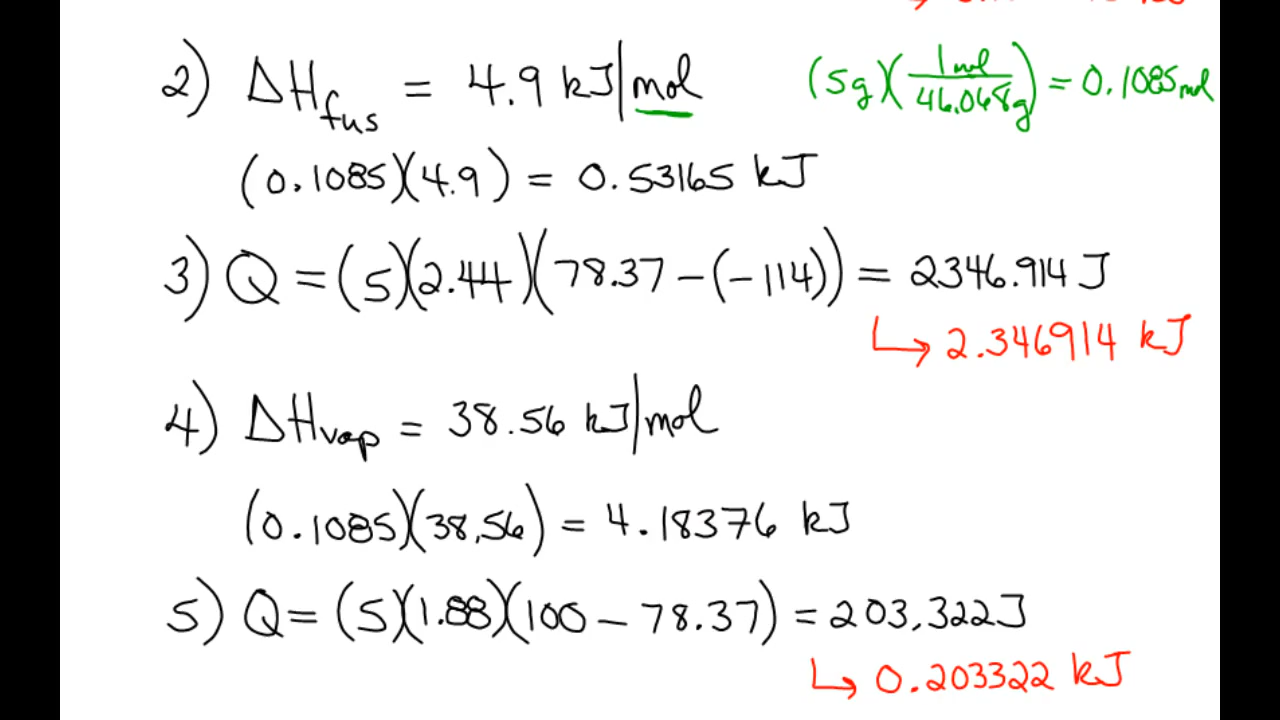 2) ΔHfus = 4.9 kJ/mol (5g)(1mol/46.068g) = 0.1085mol
(0.1085)(4.9) = 0.53165 kJ
3) Q = (5)(2.44)(78.37 - (-114)) = 2346.914 J
↳ 2.346914 kJ
4) ΔHvap = 38.56 kJ/mol
(0.1085)(38.56) = 4.18376 kJ
5) Q = (5)(1.88)(100 - 78.37) = 203.322J
↳ 0.203322 kJ